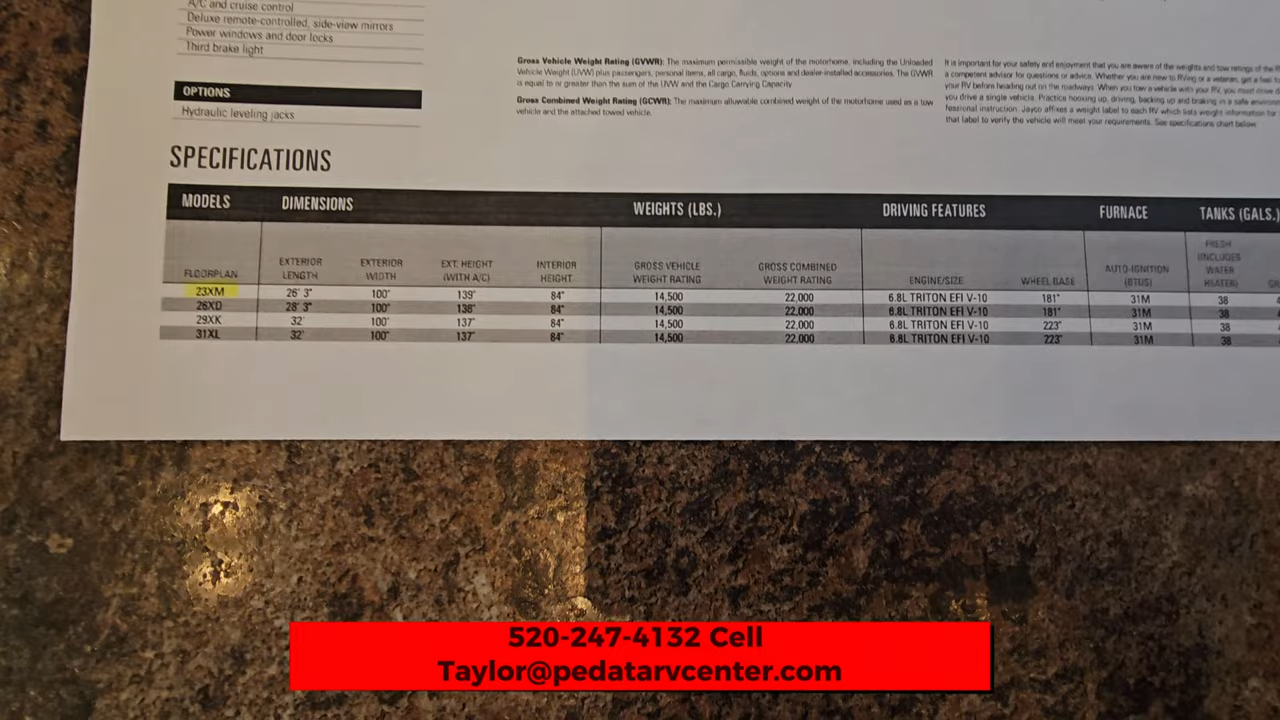 A/C and cruise control
Deluxe remote-controlled, side-view mirrors
Power windows and door locks
Third brake light
OPTIONS
Hydraulic leveling jacks
Gross Vehicle Weight Rating (GVWR): The maximum permissible weight of the motorhome, including the Unloaded
Vehicle Weight (UVW) plus passengers, personal items, all cargo, fluids, options and dealer-installed accessories. The GVWR
is equal to or greater than the sum of the UVW and the Cargo Carrying Capacity
Gross Combined Weight Rating (GCWR): The maximum allowable combined weight of the motorhome used as a tow
vehicle and the attached towed vehicle.
It is important for your safety and enjoyment that you are aware of the weights and tow ratings of the
a competent advisor for questions or advice. Whether you are new to RVing or a veteran, get a feel
your RV before heading out on the roadways. When you tow a vehicle with your RV, you must
you drive a single vehicle. Practice hooking up, driving, backing up and braking in a safe
fessional instruction. Jayco affixes a weight label to each RV which lists weight information for
that label to verify the vehicle will meet your requirements. See specifications chart below.
SPECIFICATIONS
MODELS DIMENSIONS WEIGHTS (LBS.) DRIVING FEATURES FURNACE TANKS (GALS.)
FLOORPLAN EXTERIOR LENGTH EXTERIOR WIDTH EXT. HEIGHT (WITH A/C) INTERIOR HEIGHT GROSS VEHICLE WEIGHT RATING GROSS COMBINED WEIGHT RATING ENGINE/SIZE WHEEL BASE AUTO-IGNITION (BTUS) FRESH (INCLUDES WATER HEATER)
23XM 26' 3" 100" 139" 84" 14,500 22,000 6.8L TRITON EFI V-10 181" 31M 38
26XD 28' 3" 100" 138" 84" 14,500 22,000 6.8L TRITON EFI V-10 181" 31M 38
29XK 32' 100" 137" 84" 14,500 22,000 6.8L TRITON EFI V-10 223" 31M 38
31XL 32' 100" 137" 84" 14,500 22,000 6.8L TRITON EFI V-10 223" 31M 38
520-247-4132 Cell
Taylor@pedatarvcenter.com